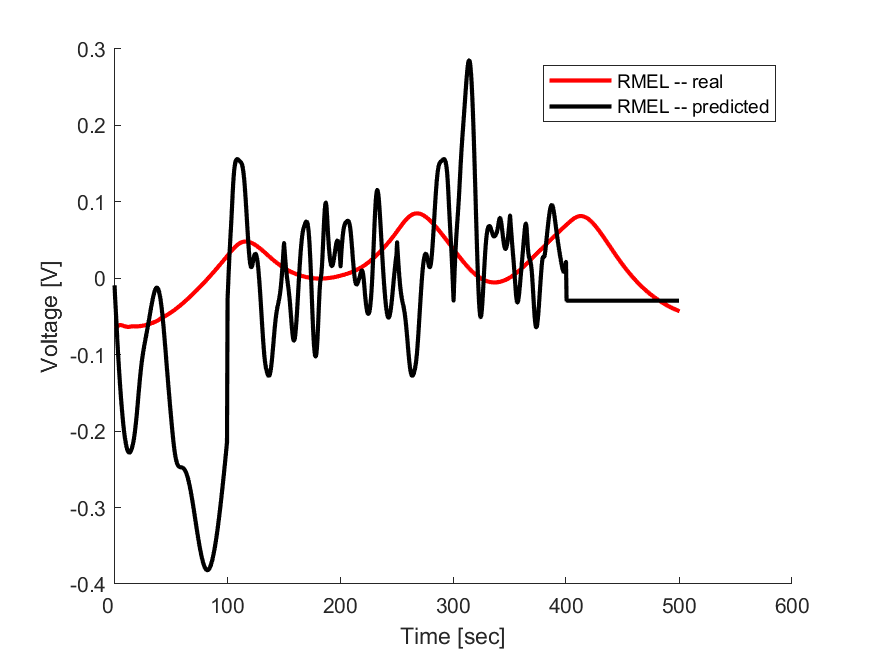 0.3
0.2
0.1
0
-0.1
-0.2
-0.3
-0.4
Voltage [V]
RMEL -- real
RMEL -- predicted
0 100 200 300 400 500 600
Time [sec]